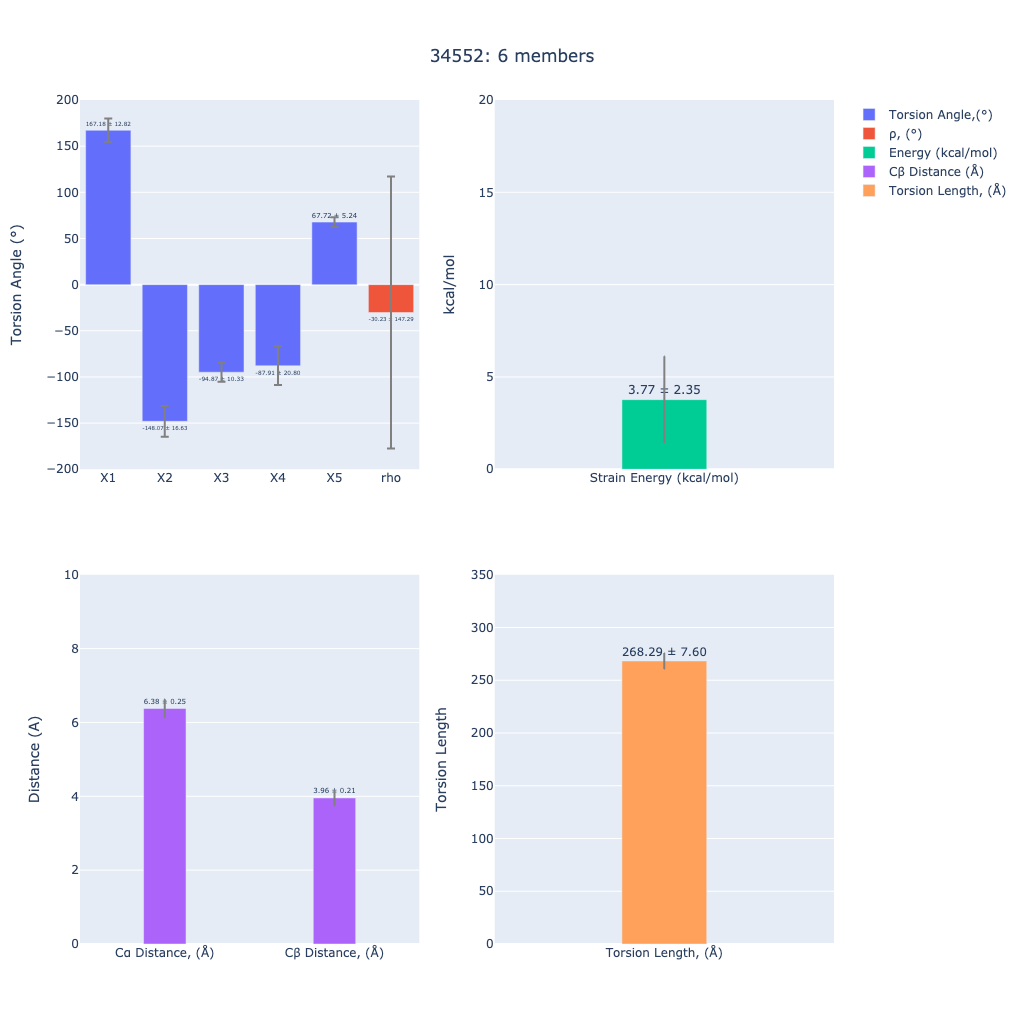 34552: 6 members
Torsion Angle (°)
200
150
100
50
0
−50
−100
−150
−200
167.18 ± 12.82
-148.07 ± 16.63
-94.87 ± 10.33
-87.91 ± 20.80
67.72 ± 5.24
-30.23 ± 147.29
X1 X2 X3 X4 X5 rho
kcal/mol
20
15
10
5
0
3.77 ± 2.35
Strain Energy (kcal/mol)
Torsion Angle,(°)
ρ, (°)
Energy (kcal/mol)
Cβ Distance (Å)
Torsion Length, (Å)
Distance (A)
10
8
6
4
2
0
6.38 ± 0.25
3.96 ± 0.21
Cα Distance, (Å) Cβ Distance, (Å)
Torsion Length
350
300
250
200
150
100
50
0
268.29 ± 7.60
Torsion Length, (Å)